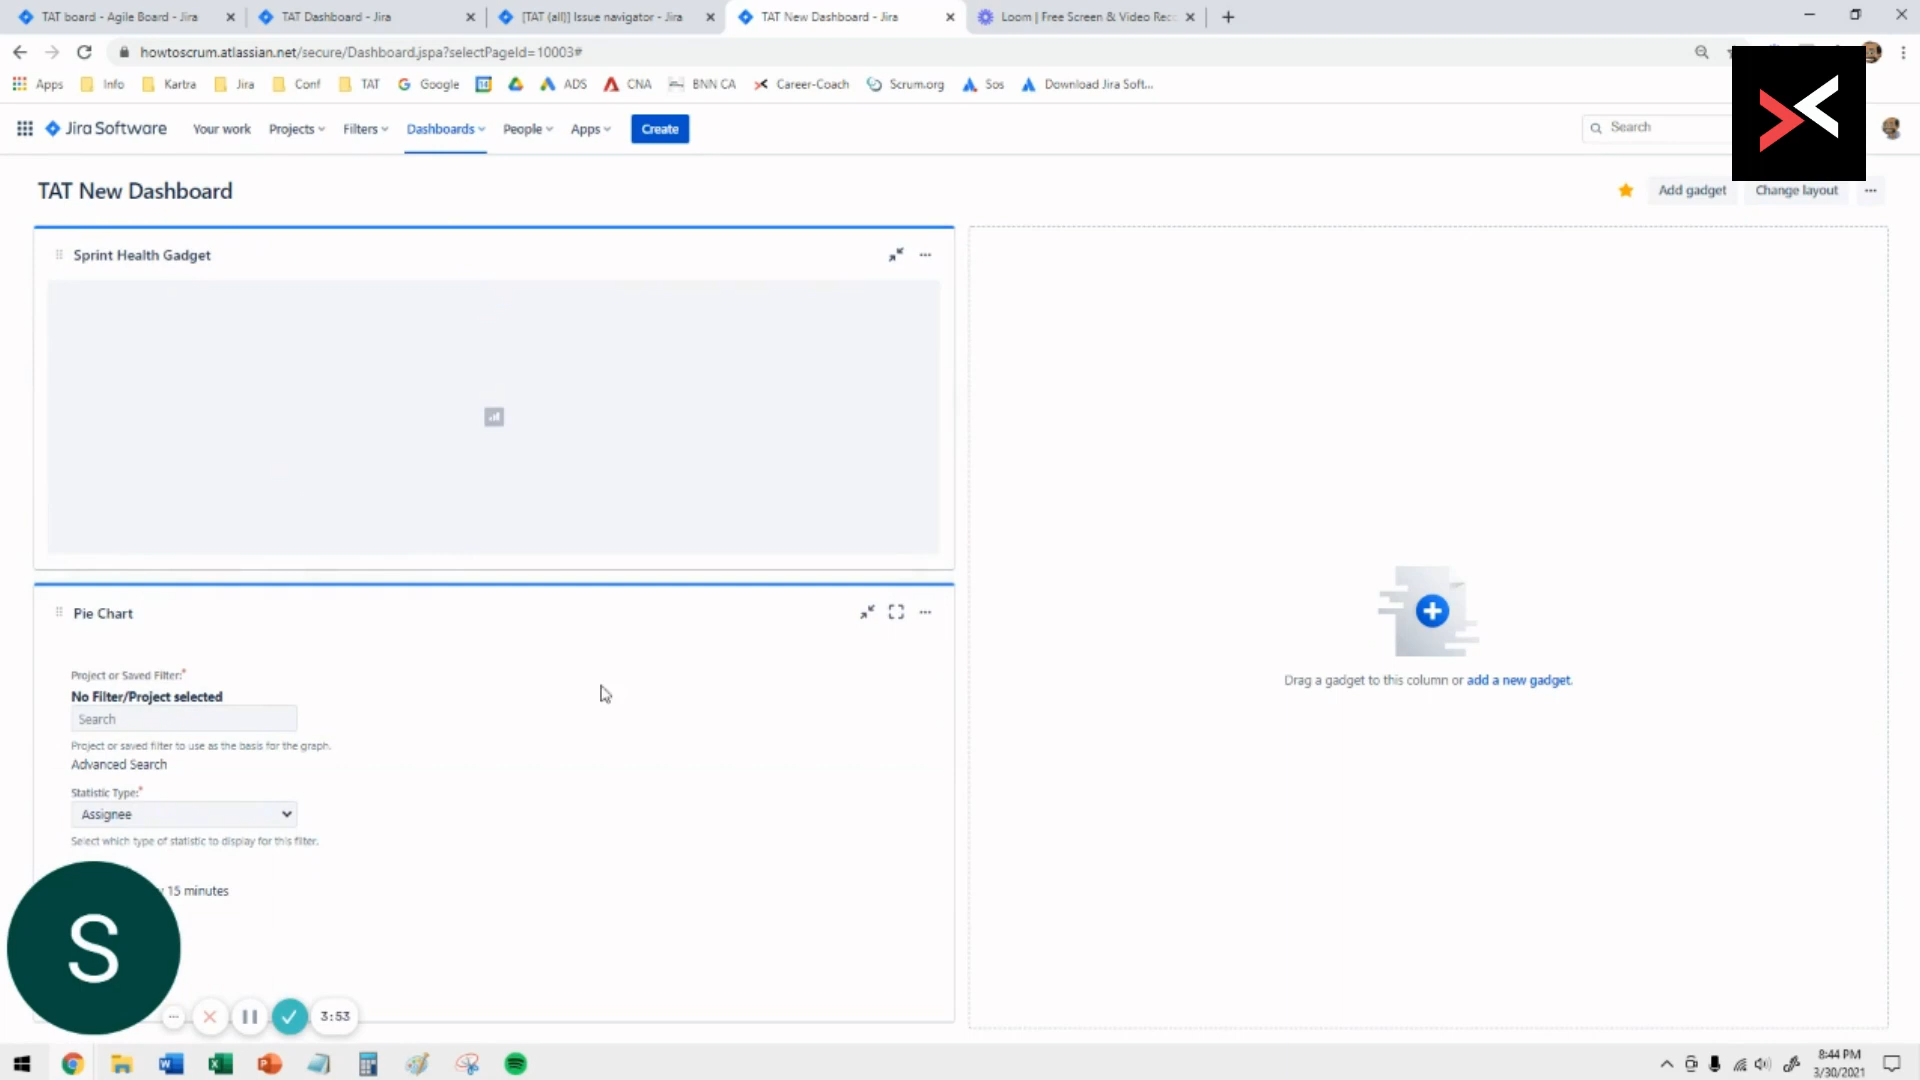 TAT board - Agile Board - Jira
TAT Dashboard - Jira
[TAT (all)] Issue navigator - Jira
TAT New Dashboard - Jira
Loom | Free Screen & Video Rec
howtoscrum.atlassian.net/secure/Dashboard.jspa?selectPageId=10003#
Apps
Info
Kartra
Jira
Conf
TAT
Google
ADS
CNA
BNN CA
Career-Coach
Scrum.org
Sos
Download Jira Soft...
Jira Software
Your work
Projects
Filters
Dashboards
People
Apps
Create
Search
TAT New Dashboard
Add gadget
Change layout
Sprint Health Gadget
Pie Chart
Project or Saved Filter:*
No Filter/Project selected
Search
Project or saved filter to use as the basis for the graph.
Advanced Search
Statistic Type:*
Assignee
Select which type of statistic to display for this filter.
15 minutes
Drag a gadget to this column or add a new gadget.
S
3:53
8:44 PM
3/30/2021